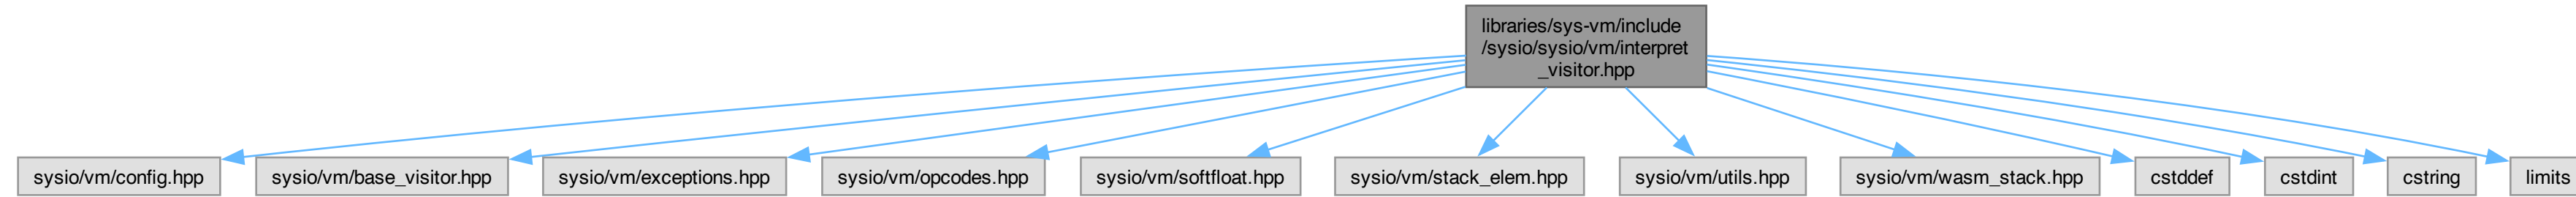 libraries/sys-vm/include
/sysio/sysio/vm/interpret
_visitor.hpp
sysio/vm/config.hpp
sysio/vm/base_visitor.hpp
sysio/vm/exceptions.hpp
sysio/vm/opcodes.hpp
sysio/vm/softfloat.hpp
sysio/vm/stack_elem.hpp
sysio/vm/utils.hpp
sysio/vm/wasm_stack.hpp
cstddef
cstdint
cstring
limits